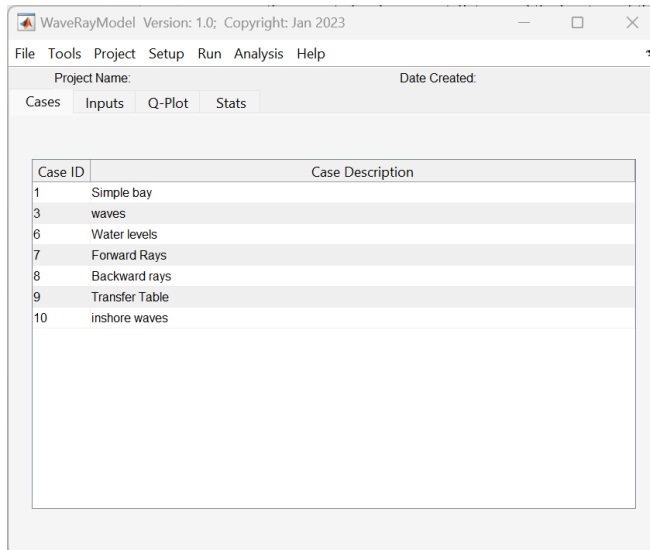 WaveRayModel Version: 1.0; Copyright: Jan 2023
File Tools Project Setup Run Analysis Help
Project Name: Date Created:
Cases Inputs Q-Plot Stats
Case ID Case Description
1 Simple bay
3 waves
6 Water levels
7 Forward Rays
8 Backward rays
9 Transfer Table
10 inshore waves